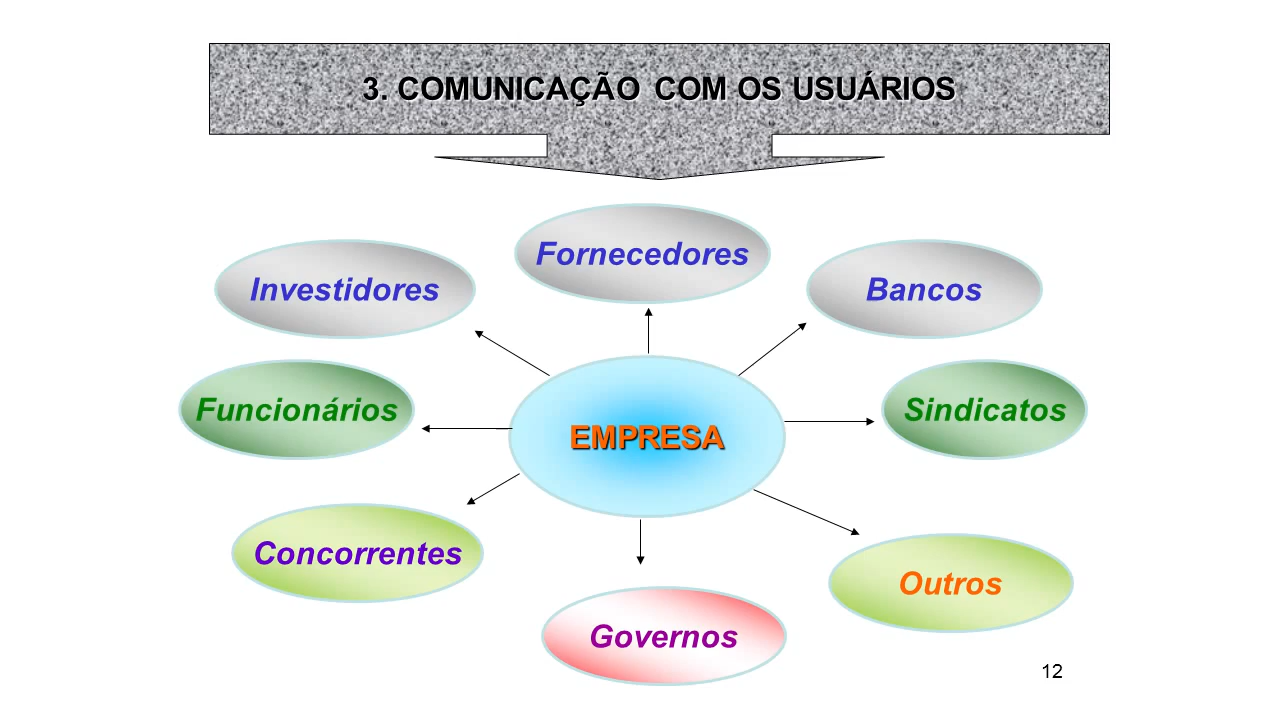 3. COMUNICAÇÃO COM OS USUÁRIOS
Fornecedores
Investidores
Bancos
Funcionários
Sindicatos
EMPRESA
Concorrentes
Outros
Governos
12